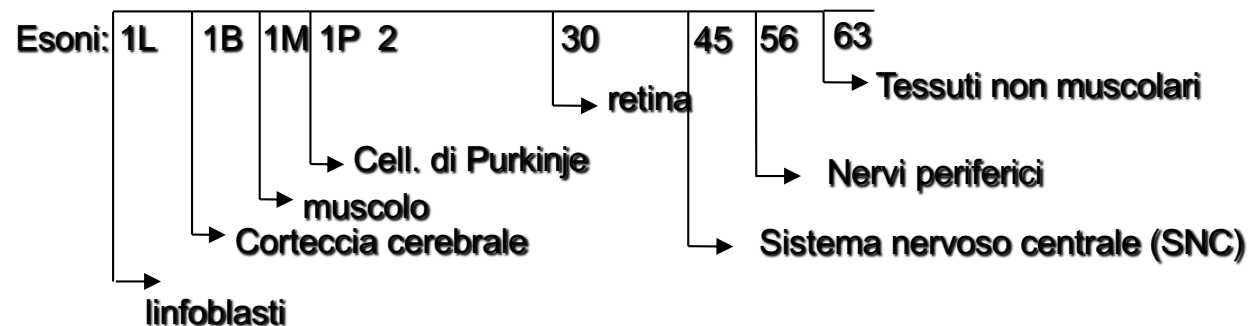 Esoni: 1L 1B 1M 1P 2 30 45 56 63
Tessuti non muscolari
retina
Cell. di Purkinje
Nervi periferici
muscolo
Corteccia cerebrale
Sistema nervoso centrale (SNC)
linfoblasti